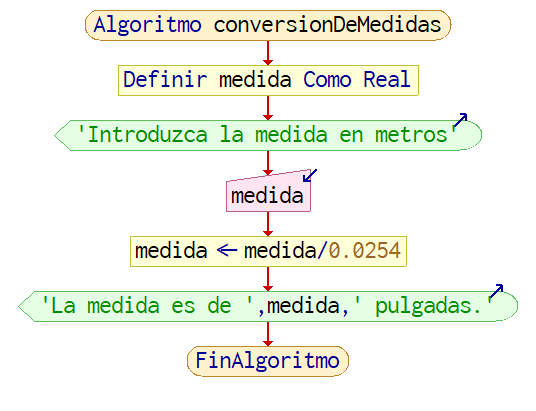 Algoritmo conversionDeMedidas
Definir medida Como Real
'Introduzca la medida en metros'
medida
medida ← medida/0.0254
'La medida es de ',medida,' pulgadas.'
FinAlgoritmo